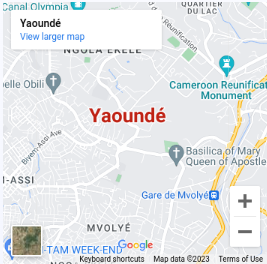 Canal Olympia
QUARTIER
DU LAC
Yaoundé
View larger map
NGOLA EKELE
Cameroon Reunificat
Monument
elle Obili
Yaoundé
Biyem-Assi Ave
Basilica of Mary
Queen of Apostle
I-ASSI
Gare de Mvolyé
MVOLYÉ
-TAM WEEK-END
Google
Keyboard shortcuts
Map data ©2023
Terms of Use